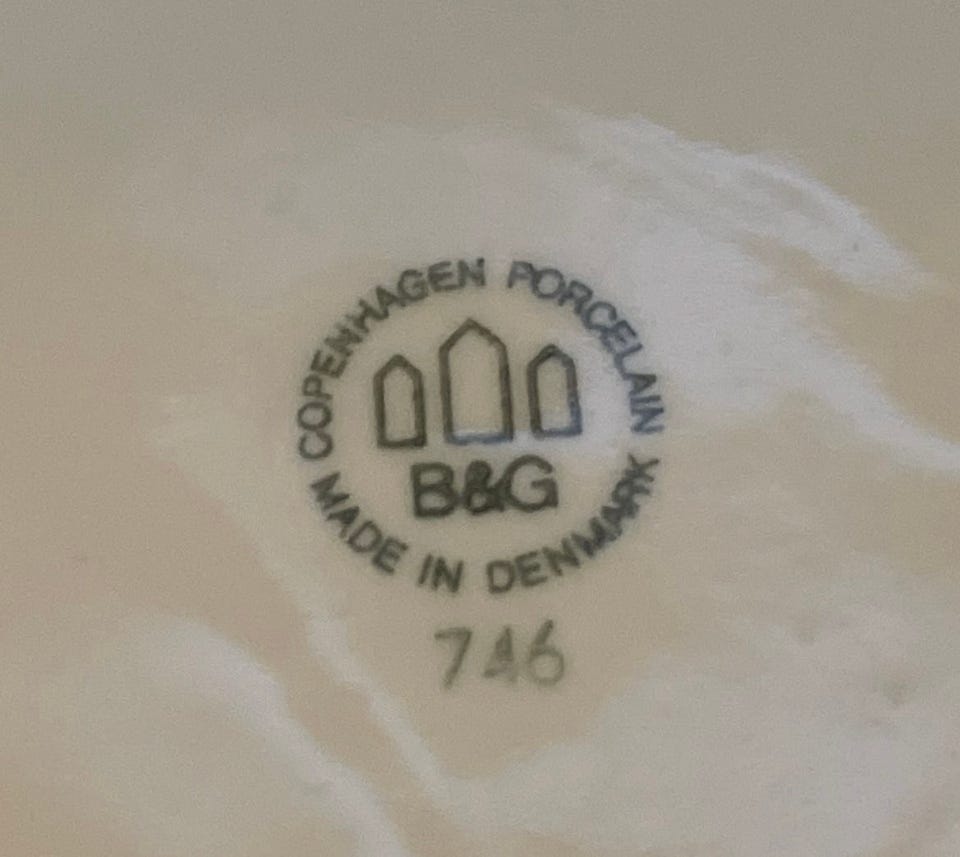 COPENHAGEN PORCELAIN
B&G
MADE IN DENMARK
746